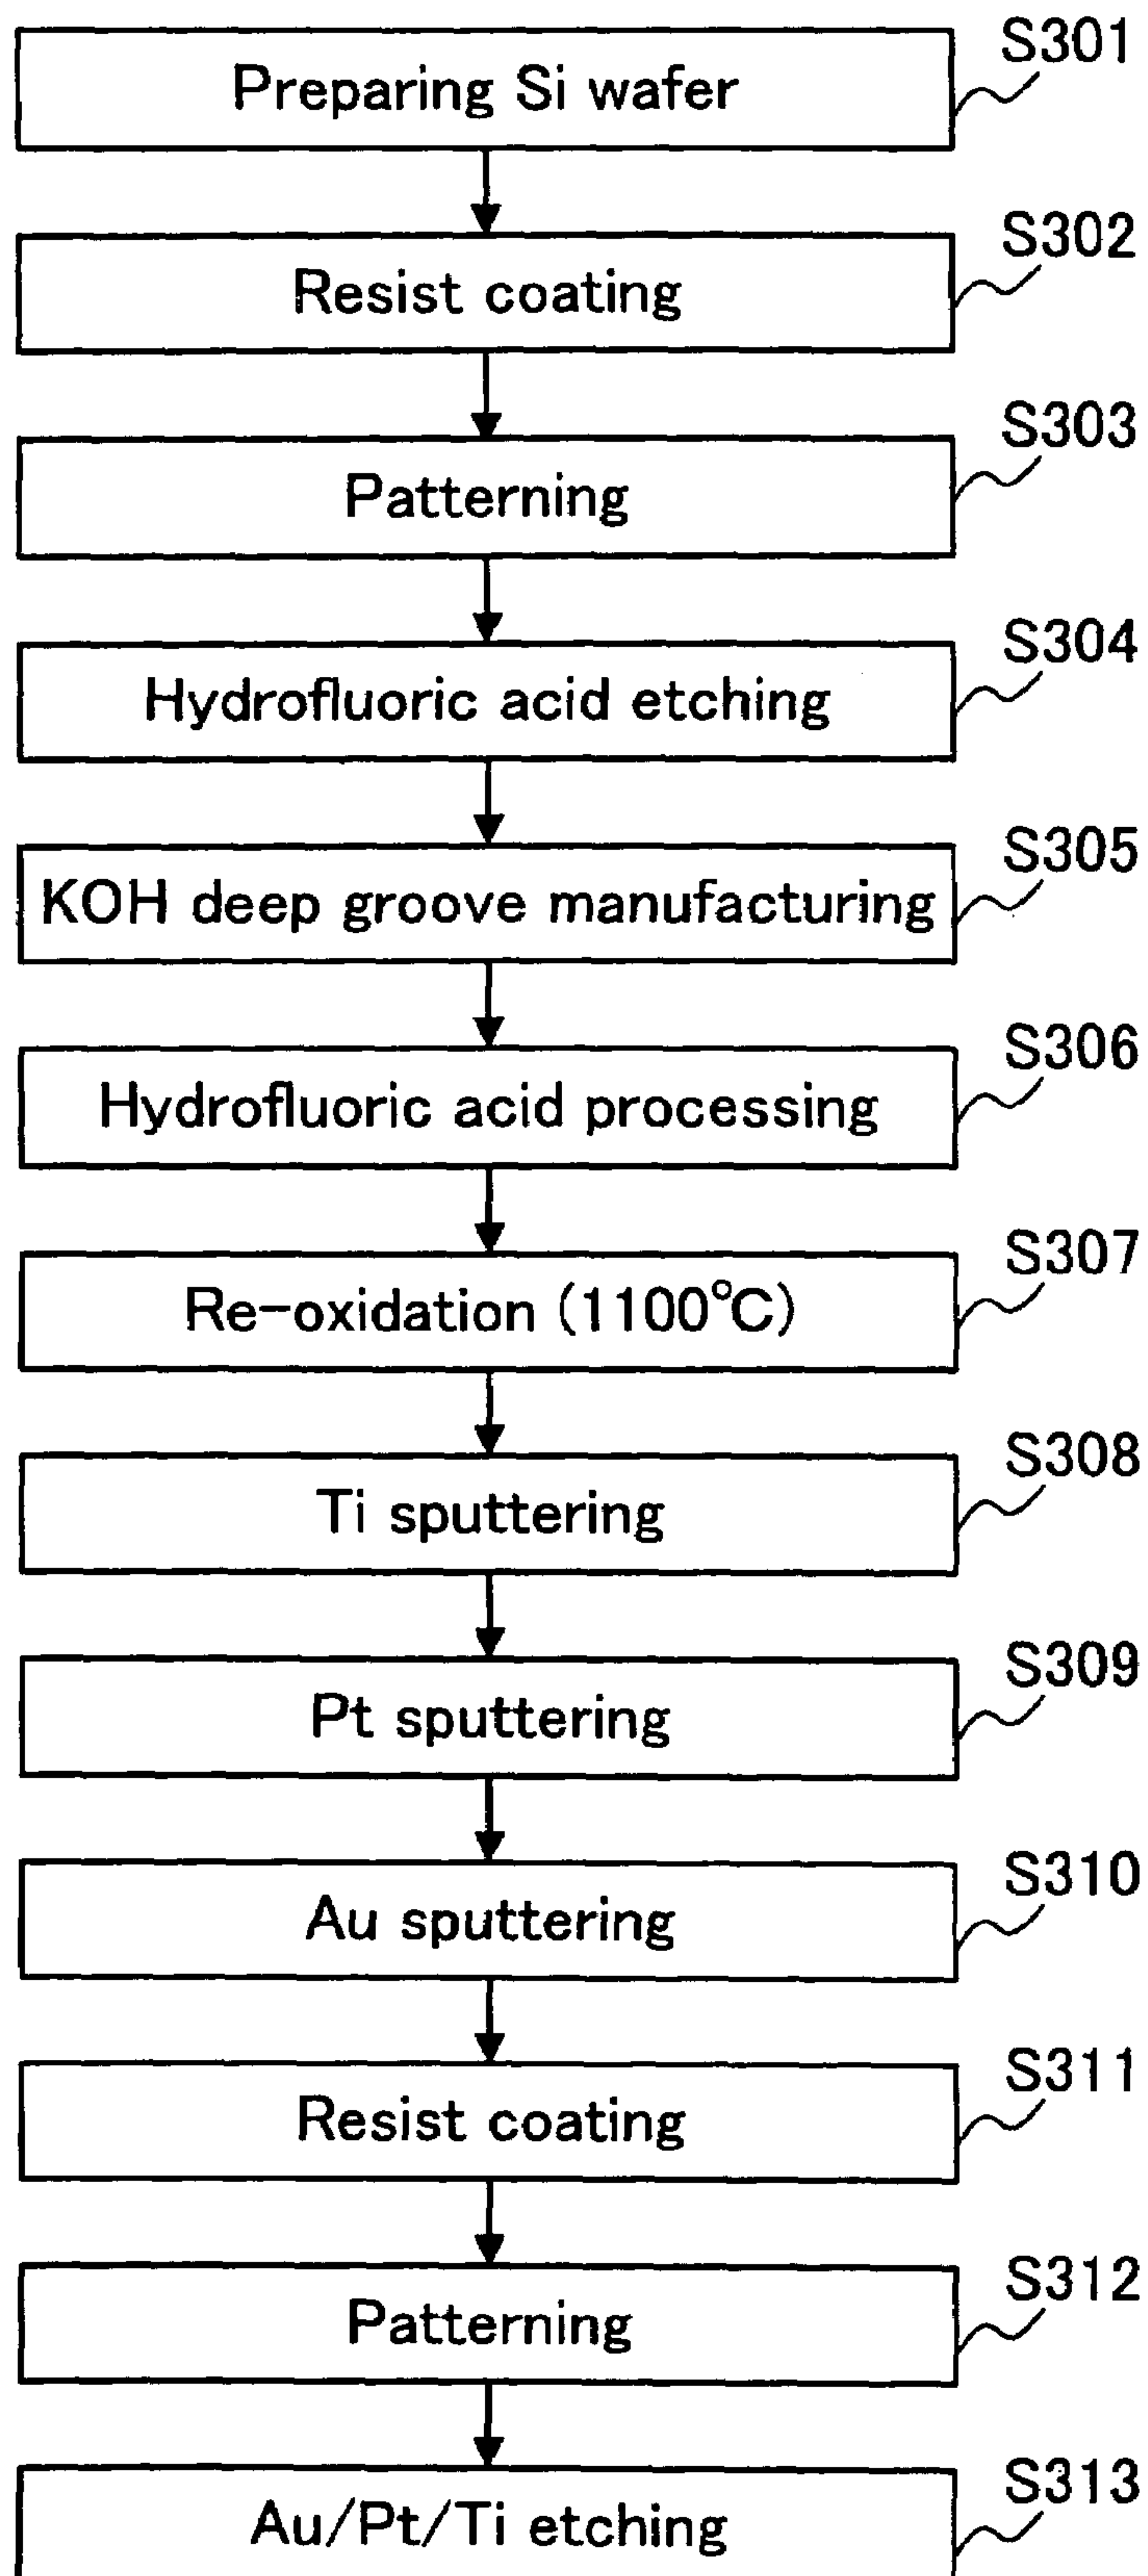 S301
Preparing Si wafer
S302
Resist coating
S303
Patterning
S304
Hydrofluoric acid etching
S305
KOH deep groove manufacturing
S306
Hydrofluoric acid processing
S307
Re-oxidation (1100℃)
S308
Ti sputtering
S309
Pt sputtering
S310
Au sputtering
S311
Resist coating
S312
Patterning
S313
Au/Pt/Ti etching